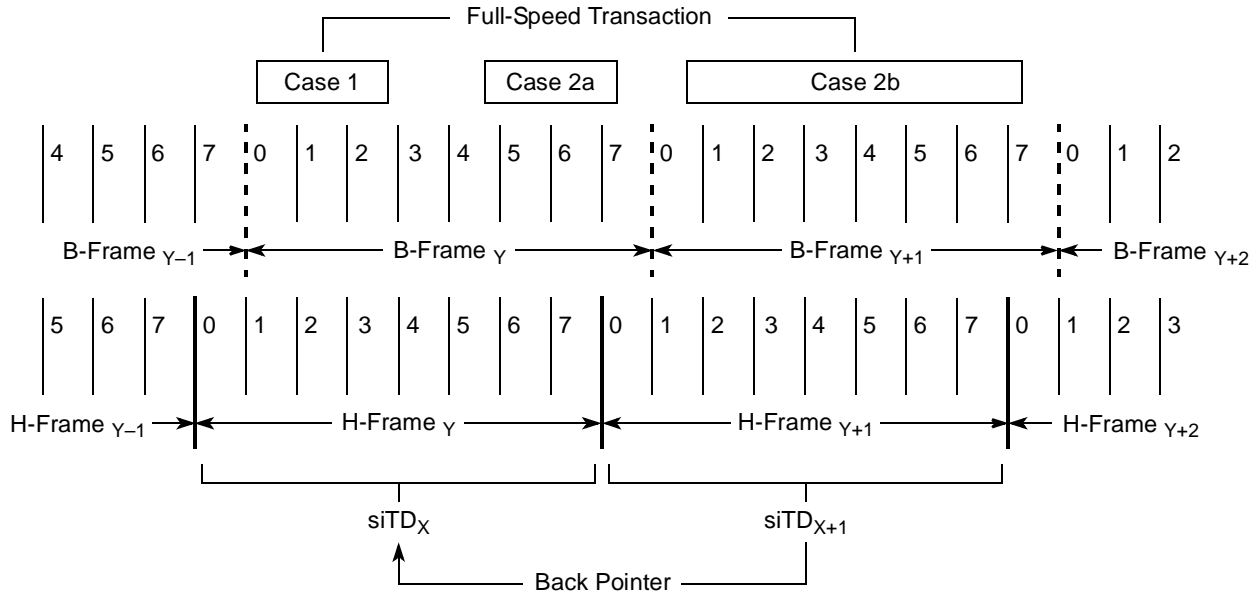 Full-Speed Transaction
Case 1 Case 2a Case 2b
4 5 6 7 0 1 2 3 4 5 6 7 0 1 2 3 4 5 6 7 0 1 2
B-Frame Y–1 B-Frame Y B-Frame Y+1 B-Frame Y+2
5 6 7 0 1 2 3 4 5 6 7 0 1 2 3 4 5 6 7 0 1 2 3
H-Frame Y–1 H-Frame Y H-Frame Y+1 H-Frame Y+2
siTDX siTDX+1
Back Pointer